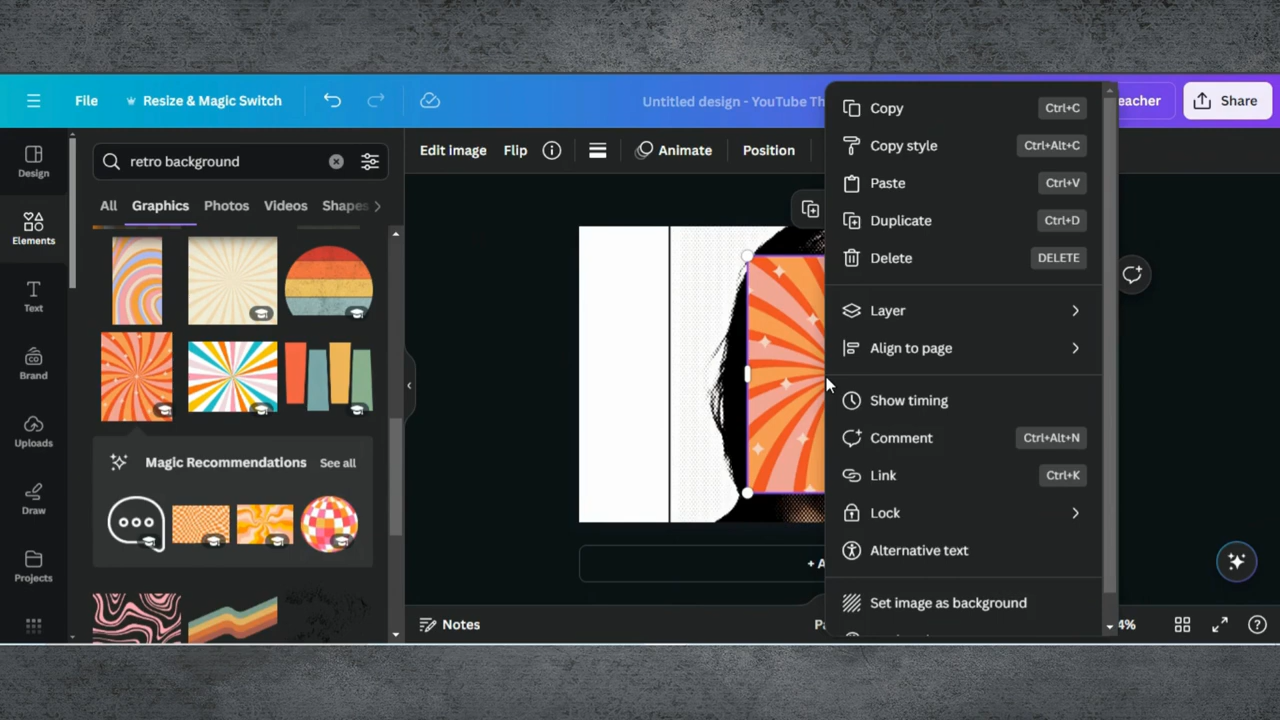 File
Resize & Magic Switch
Untitled design - YouTube Th
eacher
Share
Design
Elements
Text
Brand
Uploads
Draw
Projects
retro background
All
Graphics
Photos
Videos
Shapes
Magic Recommendations
See all
Edit image
Flip
Animate
Position
Copy
Ctrl+C
Copy style
Ctrl+Alt+C
Paste
Ctrl+V
Duplicate
Ctrl+D
Delete
DELETE
Layer
Align to page
Show timing
Comment
Ctrl+Alt+N
Link
Ctrl+K
Lock
Alternative text
Set image as background
+ A
Notes
Pa
4%